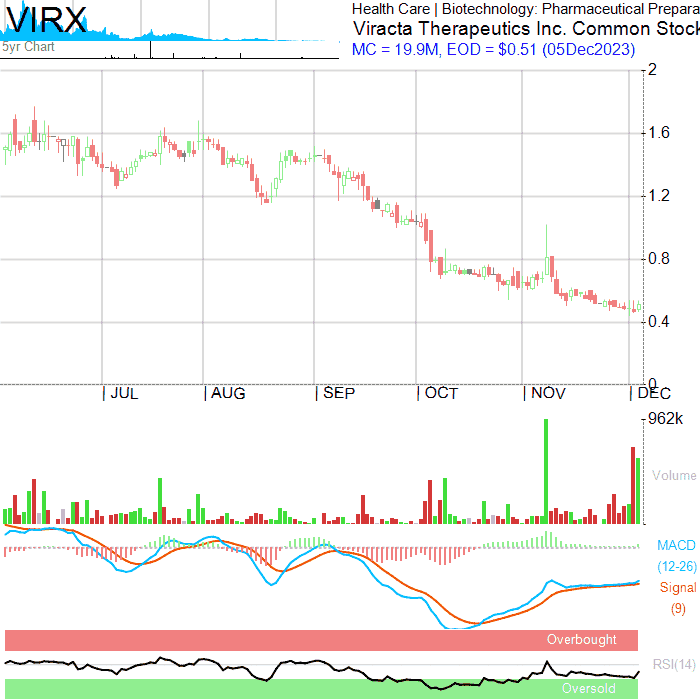 VIRX
5yr Chart
Health Care | Biotechnology: Pharmaceutical Prepara
Viracta Therapeutics Inc. Common Stock
MC = 19.9M, EOD = $0.51 (05Dec2023)
2
1.6
1.2
0.8
0.4
0
| JUL | AUG | SEP | OCT | NOV | DEC
962k
Volume
MACD
(12-26)
Signal
(9)
Overbought
RSI(14)
Oversold